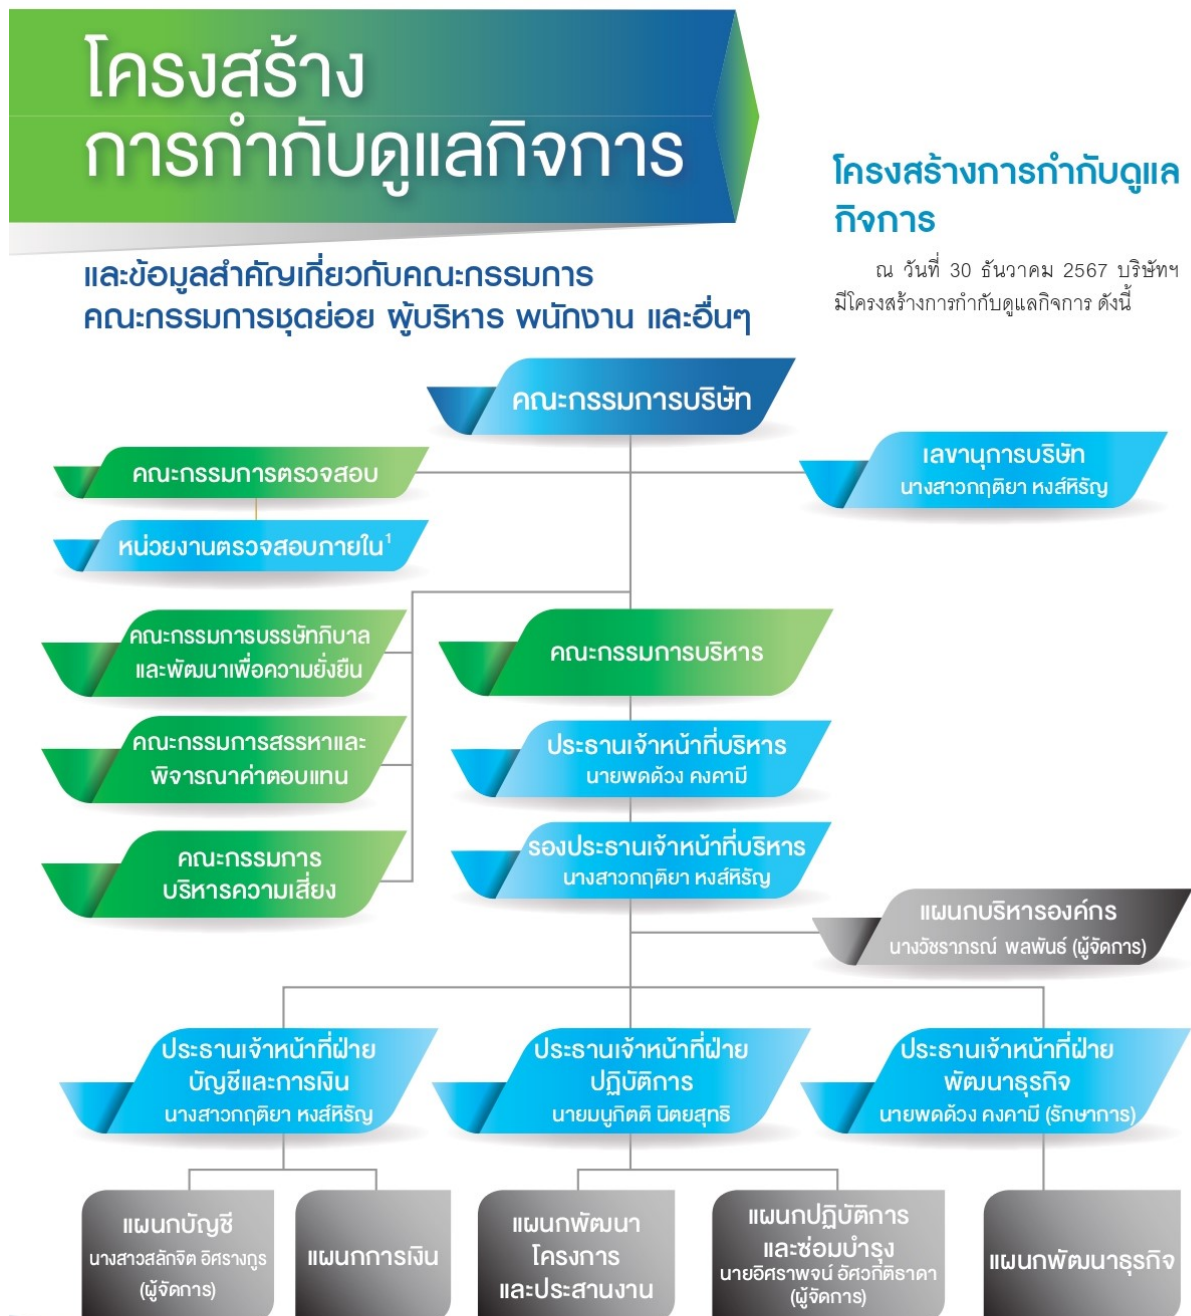 โครงสร้าง
การกำกับดูแลกิจการ
และข้อมูลสำคัญเกี่ยวกับคณะกรรมการ
คณะกรรมการชุดย่อย ผู้บริหาร พนักงาน และอื่นๆ
โครงสร้างการกำกับดูแล
กิจการ
ณ วันที่ 30 ธันวาคม 2567 บริษัทฯ
มีโครงสร้างการกำกับดูแลกิจการ ดังนี้
คณะกรรมการบริษัท
คณะกรรมการตรวจสอบ
เลขานุการบริษัท
นางสาวกฤติยา หงส์หิรัญ
หน่วยงานตรวจสอบภายใน¹
คณะกรรมการบรรษัทภิบาล
และพัฒนาเพื่อความยั่งยืน
คณะกรรมการบริหาร
คณะกรรมการสรรหาและ
พิจารณาค่าตอบแทน
ประธานเจ้าหน้าที่บริหาร
นายพดด้วง คงคามี
คณะกรรมการ
บริหารความเสี่ยง
รองประธานเจ้าหน้าที่บริหาร
นางสาวกฤติยา หงส์หิรัญ
แผนกบริหารองค์กร
นางวัชราภรณ์ พลพันธ์ (ผู้จัดการ)
ประธานเจ้าหน้าที่ฝ่าย
บัญชีและการเงิน
นางสาวกฤติยา หงส์หิรัญ
ประธานเจ้าหน้าที่ฝ่าย
ปฏิบัติการ
นายมนูกิตติ นิตยสุทธิ
ประธานเจ้าหน้าที่ฝ่าย
พัฒนาธุรกิจ
นายพดด้วง คงคามี (รักษาการ)
แผนกบัญชี
นางสาวสลักจิต อิศรางกูร
(ผู้จัดการ)
แผนกการเงิน
แผนกพัฒนา
โครงการ
และประสานงาน
แผนกปฏิบัติการ
และซ่อมบำรุง
นายอิศราพจน์ อัศวกิติธาดา
(ผู้จัดการ)
แผนกพัฒนาธุรกิจ